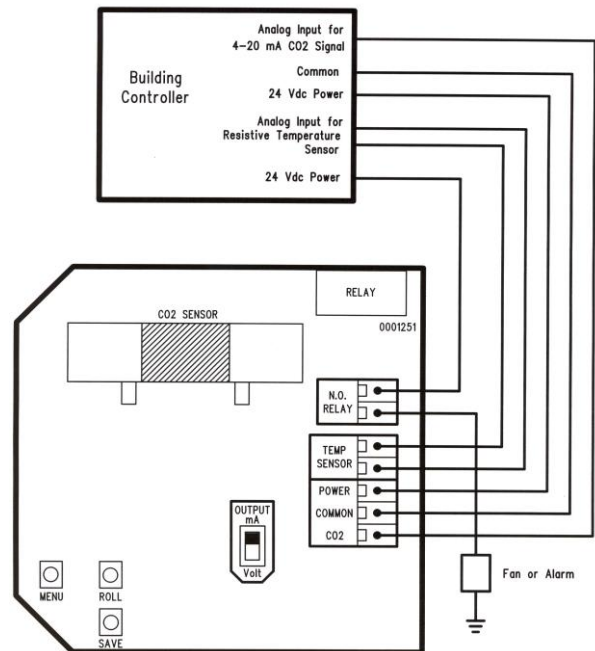 Analog Input for
4-20 mA CO2 Signal
Common
24 Vdc Power
Analog Input for
Resistive Temperature
Sensor
24 Vdc Power
Building
Controller
RELAY
0001251
CO2 SENSOR
N.O.
RELAY
TEMP
SENSOR
POWER
COMMON
CO2
OUTPUT
mA
Volt
MENU
ROLL
SAVE
Fan or Alarm